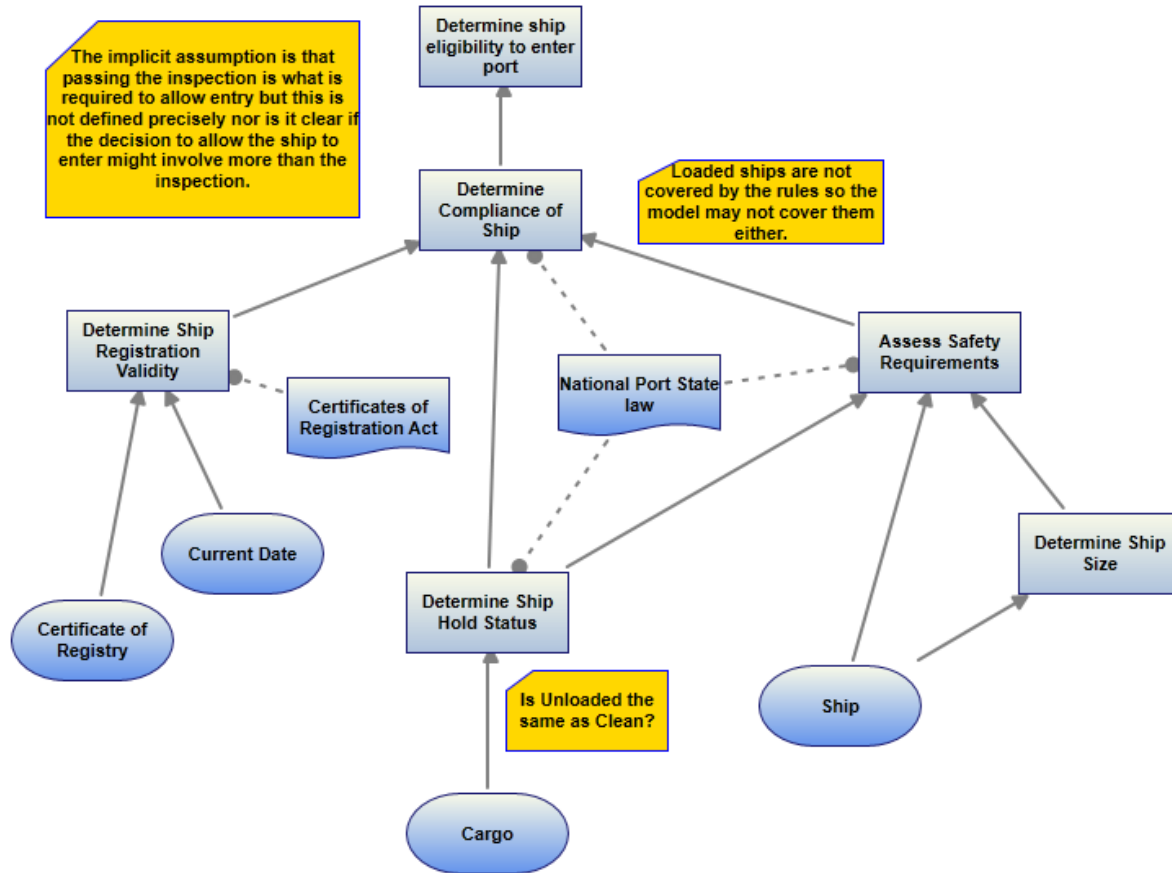 Determine ship
eligibility to enter
port
The implicit assumption is that
passing the inspection is what is
required to allow entry but this is
not defined precisely nor is it clear if
the decision to allow the ship to
enter might involve more than the
inspection.
Determine
Compliance of
Ship
Loaded ships are not
covered by the rules so the
model may not cover them
either.
Determine Ship
Registration
Validity
Certificates of
Registration Act
National Port State
law
Assess Safety
Requirements
Current Date
Certificate of
Registry
Determine Ship
Hold Status
Determine Ship
Size
Is Unloaded the
same as Clean?
Ship
Cargo